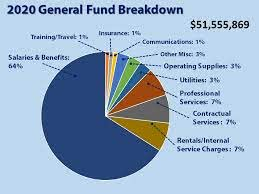 2020 General Fund Breakdown
$51,555,869
Training/Travel: 1%
Insurance: 1%
Communications: 1%
Other Misc: 3%
Operating Supplies: 3%
Utilities: 3%
Professional
Services: 7%
Contractual
Services : 7%
Rentals/Internal
Service Charges : 7%
Salaries & Benefits:
64%